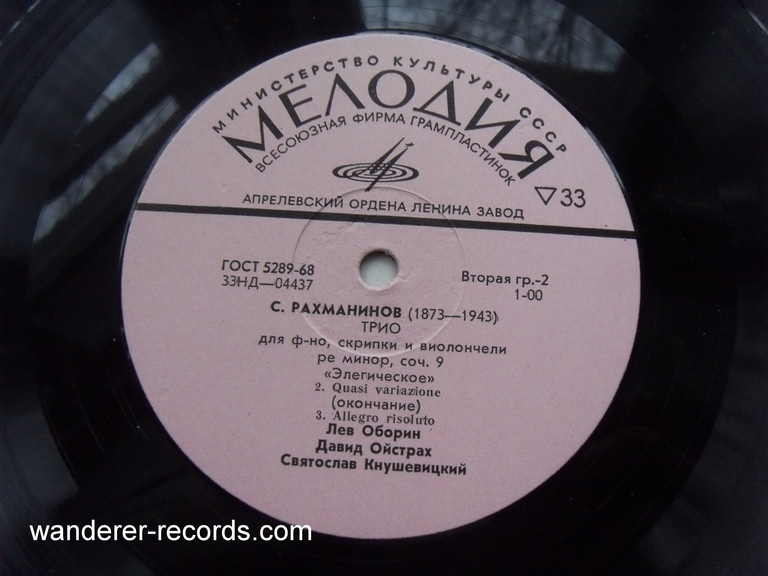 МИНИСТЕРСТВО КУЛЬТУРЫ СССР
МЕЛОДИЯ
ВСЕСОЮЗНАЯ ФИРМА ГРАМПЛАСТИНОК
▽33
АПРЕЛЕВСКИЙ ОРДЕНА ЛЕНИНА ЗАВОД
ГОСТ 5289-68
33НД—04437
Вторая гр.-2
1-00
С. РАХМАНИНОВ (1873—1943)
ТРИО
для ф-но, скрипки и виолончели
ре минор, соч. 9
«Элегическое»
2. Quasi variazione
(окончание)
3. Allegro risoluto
Лев Оборин
Давид Ойстрах
Святослав Кнушевицкий
wanderer-records.com